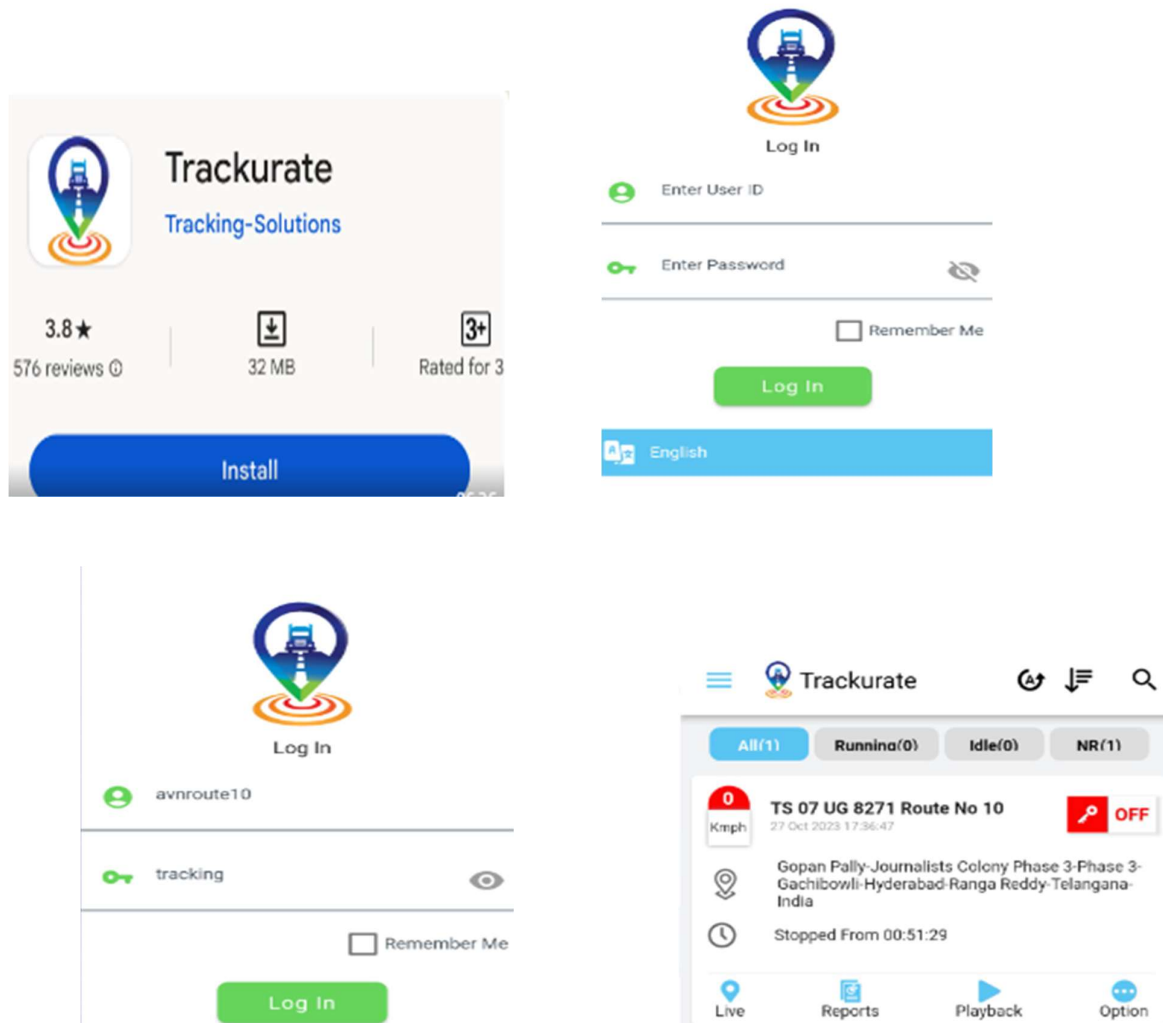 Trackurate
Tracking-Solutions
3.8★
576 reviews
32 MB
3+
Rated for 3
Install
Log In
Enter User ID
Enter Password
Remember Me
Log In
English
Log In
avnroute10
tracking
Remember Me
Log In
Trackurate
All(1) Running(0) Idle(0) NR(1)
0
Kmph
TS 07 UG 8271 Route No 10
27 Oct 2023 17:36:47
OFF
Gopan Pally-Journalists Colony Phase 3-Phase 3-
Gachibowli-Hyderabad-Ranga Reddy-Telangana-
India
Stopped From 00:51:29
Live Reports Playback Option